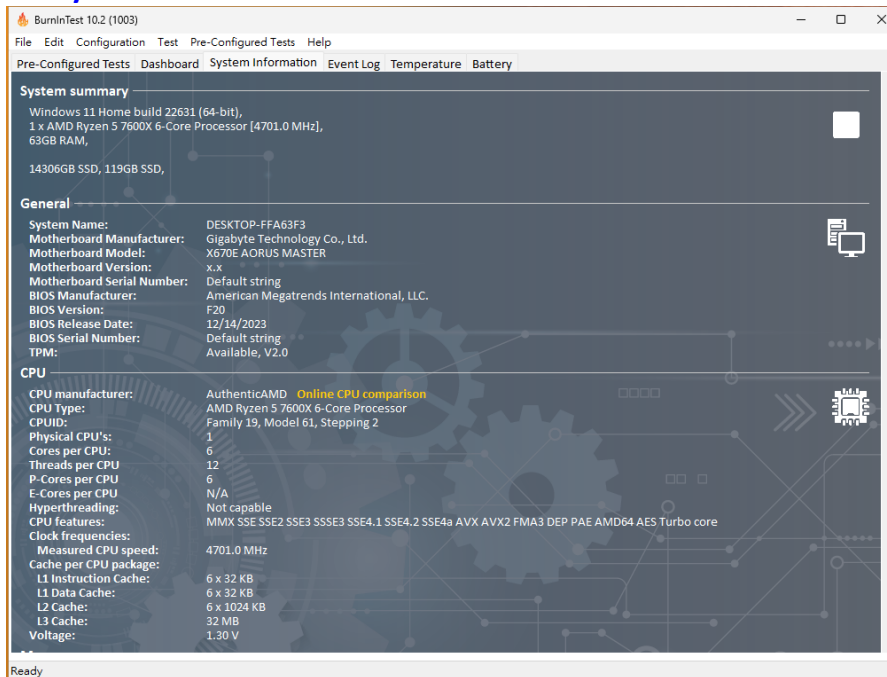 BurnInTest 10.2 (1003)
File Edit Configuration Test Pre-Configured Tests Help
Pre-Configured Tests Dashboard System Information Event Log Temperature Battery
System summary
Windows 11 Home build 22631 (64-bit),
1 x AMD Ryzen 5 7600X 6-Core Processor [4701.0 MHz],
63GB RAM,
14306GB SSD, 119GB SSD,
General
System Name: DESKTOP-FFA63F3
Motherboard Manufacturer: Gigabyte Technology Co., Ltd.
Motherboard Model: X670E AORUS MASTER
Motherboard Version: x.x
Motherboard Serial Number: Default string
BIOS Manufacturer: American Megatrends International, LLC.
BIOS Version: F20
BIOS Release Date: 12/14/2023
BIOS Serial Number: Default string
TPM: Available, V2.0
CPU
CPU manufacturer: AuthenticAMD Online CPU comparison
CPU Type: AMD Ryzen 5 7600X 6-Core Processor
CPUID: Family 19, Model 61, Stepping 2
Physical CPU's: 1
Cores per CPU: 6
Threads per CPU 12
P-Cores per CPU 6
E-Cores per CPU N/A
Hyperthreading: Not capable
CPU features: MMX SSE SSE2 SSE3 SSSE3 SSE4.1 SSE4.2 SSE4a AVX AVX2 FMA3 DEP PAE AMD64 AES Turbo core
Clock frequencies:
Measured CPU speed: 4701.0 MHz
Cache per CPU package:
L1 Instruction Cache: 6 x 32 KB
L1 Data Cache: 6 x 32 KB
L2 Cache: 6 x 1024 KB
L3 Cache: 32 MB
Voltage: 1.30 V
Ready